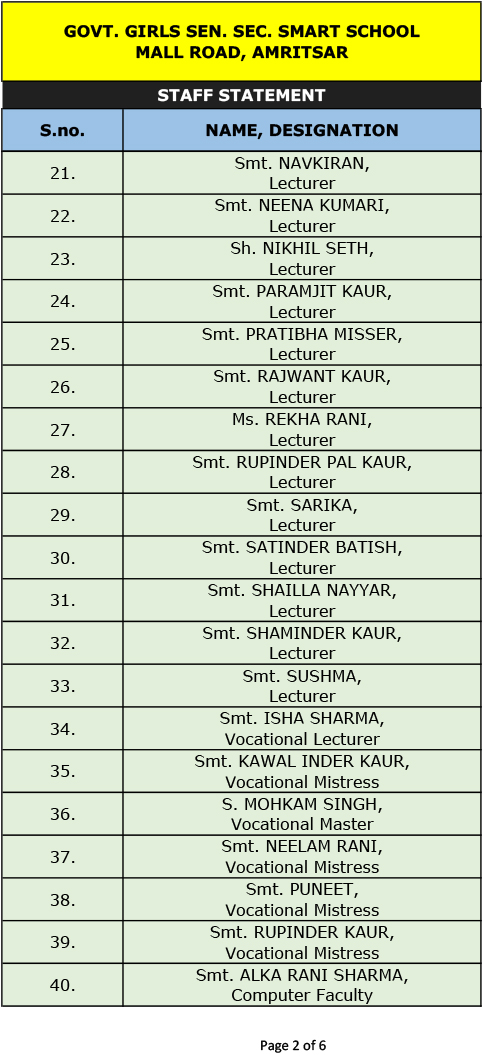 GOVT. GIRLS SEN. SEC. SMART SCHOOL
MALL ROAD, AMRITSAR
STAFF STATEMENT
S.no. NAME, DESIGNATION
21. Smt. NAVKIRAN,
Lecturer
22. Smt. NEENA KUMARI,
Lecturer
23. Sh. NIKHIL SETH,
Lecturer
24. Smt. PARAMJIT KAUR,
Lecturer
25. Smt. PRATIBHA MISSER,
Lecturer
26. Smt. RAJWANT KAUR,
Lecturer
27. Ms. REKHA RANI,
Lecturer
28. Smt. RUPINDER PAL KAUR,
Lecturer
29. Smt. SARIKA,
Lecturer
30. Smt. SATINDER BATISH,
Lecturer
31. Smt. SHAILLA NAYYAR,
Lecturer
32. Smt. SHAMINDER KAUR,
Lecturer
33. Smt. SUSHMA,
Lecturer
34. Smt. ISHA SHARMA,
Vocational Lecturer
35. Smt. KAWAL INDER KAUR,
Vocational Mistress
36. S. MOHKAM SINGH,
Vocational Master
37. Smt. NEELAM RANI,
Vocational Mistress
38. Smt. PUNEET,
Vocational Mistress
39. Smt. RUPINDER KAUR,
Vocational Mistress
40. Smt. ALKA RANI SHARMA,
Computer Faculty
Page 2 of 6